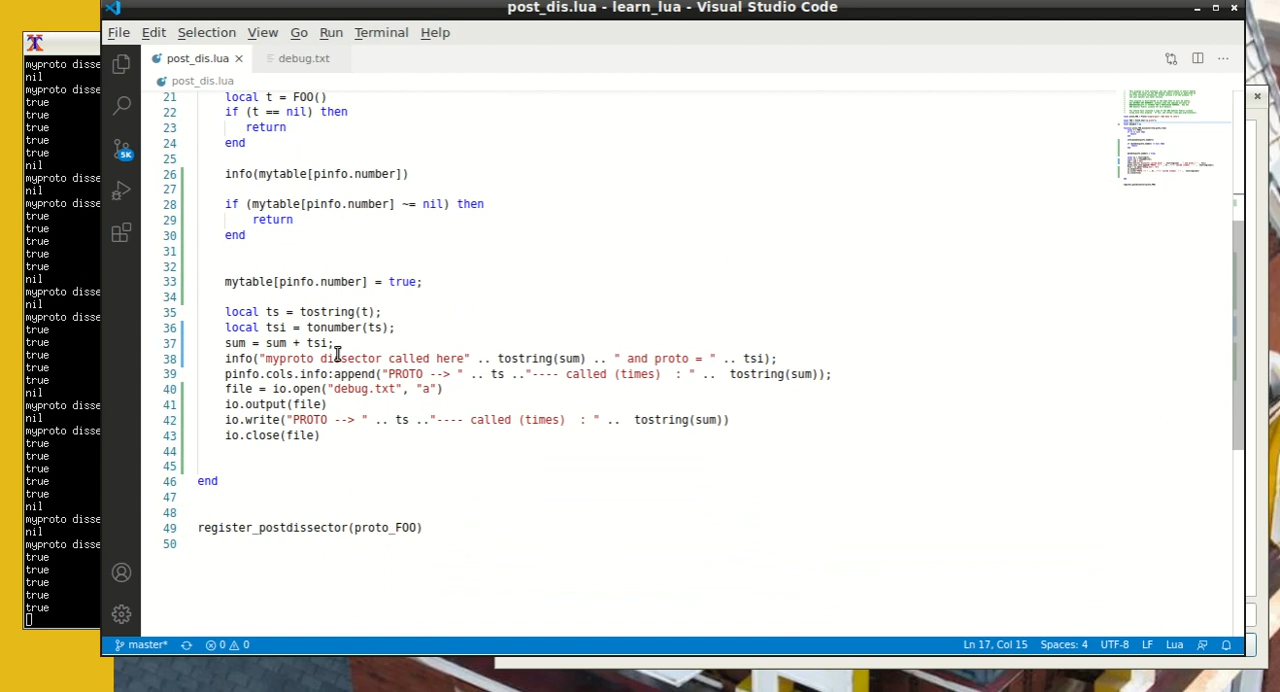 post_dis.lua - learn_lua - Visual Studio Code
File Edit Selection View Go Run Terminal Help
post_dis.lua
debug.txt
post_dis.lua
21 local t = FOO()
22 if (t == nil) then
23 return
24 end
25
26 info(mytable[pinfo.number])
27
28 if (mytable[pinfo.number] ~= nil) then
29 return
30 end
31
32
33 mytable[pinfo.number] = true;
34
35 local ts = tostring(t);
36 local tsi = tonumber(ts);
37 sum = sum + tsi;
38 info("myproto dissector called here" .. tostring(sum) .. " and proto = " .. tsi);
39 pinfo.cols.info:append("PROTO --> " .. ts .."---- called (times)  : " ..  tostring(sum));
40 file = io.open("debug.txt", "a")
41 io.output(file)
42 io.write("PROTO --> " .. ts .."---- called (times)  : " ..  tostring(sum))
43 io.close(file)
44
45
46 end
47
48
49 register_postdissector(proto_FOO)
50
5K
master* 0 0
Ln 17, Col 15 Spaces: 4 UTF-8 LF Lua
myproto disse
nil
myproto disse
true
true
true
true
true
nil
myproto disse
nil
myproto disse
true
true
true
true
true
nil
myproto disse
nil
myproto disse
true
true
true
true
true
nil
myproto disse
nil
myproto disse
true
true
true
true
true
nil
myproto disse
nil
myproto disse
true
true
true
true
true